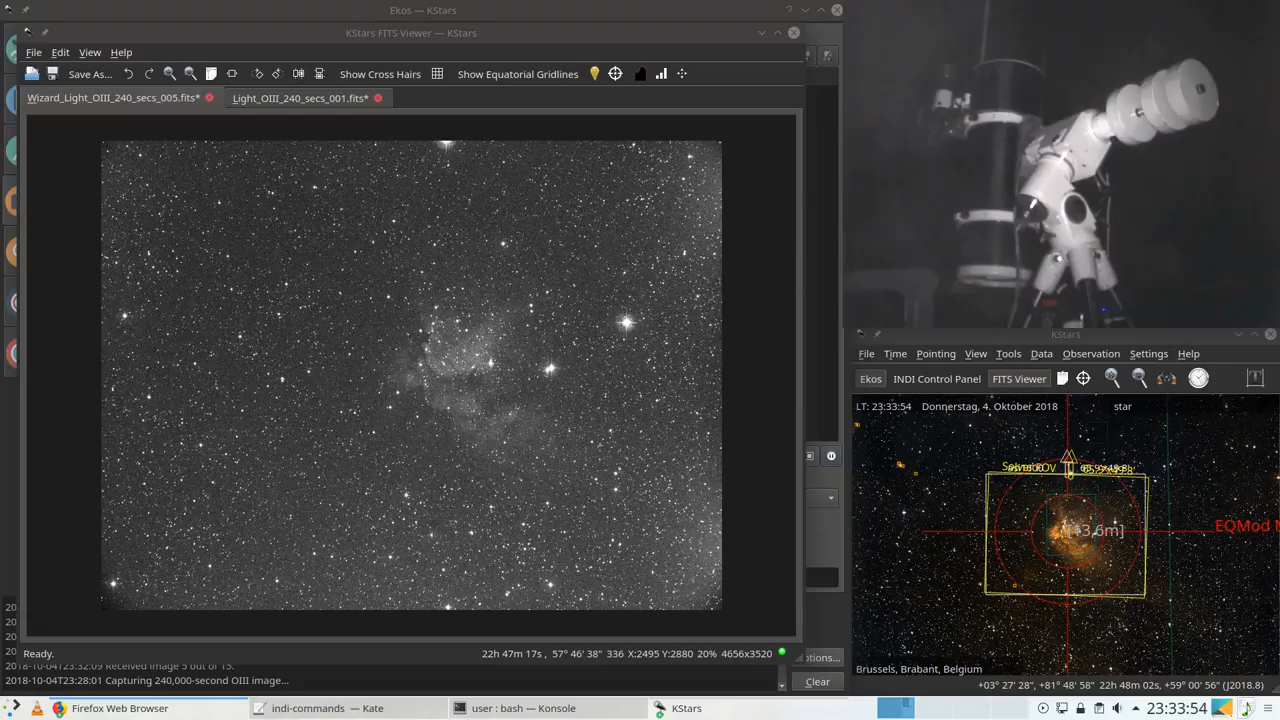 Ekos — KStars
KStars FITS Viewer — KStars
File Edit View Help
Save As... Show Cross Hairs Show Equatorial Gridlines
Wizard_Light_OIII_240_secs_005.fits* Light_OIII_240_secs_001.fits*
KStars
File Time Pointing View Tools Data Observation Settings Help
Ekos INDI Control Panel FITS Viewer
LT: 23:33:54 Donnerstag, 4. Oktober 2018 star
[13,6m]
EQMod
Brussels, Brabant, Belgium
+03° 27' 28", +81° 48' 58" 22h 48m 02s, +59° 00' 56" (J2018.8)
Ready. 22h 47m 17s, 57° 46' 38" 336 X:2495 Y:2880 20% 4656x3520
ptions...
2018-10-04T23:32:09 Received image 5 out of 15.
2018-10-04T23:28:01 Capturing 240,000-second OIII image...
Clear
Firefox Web Browser indi-commands — Kate user : bash — Konsole KStars 23:33:54